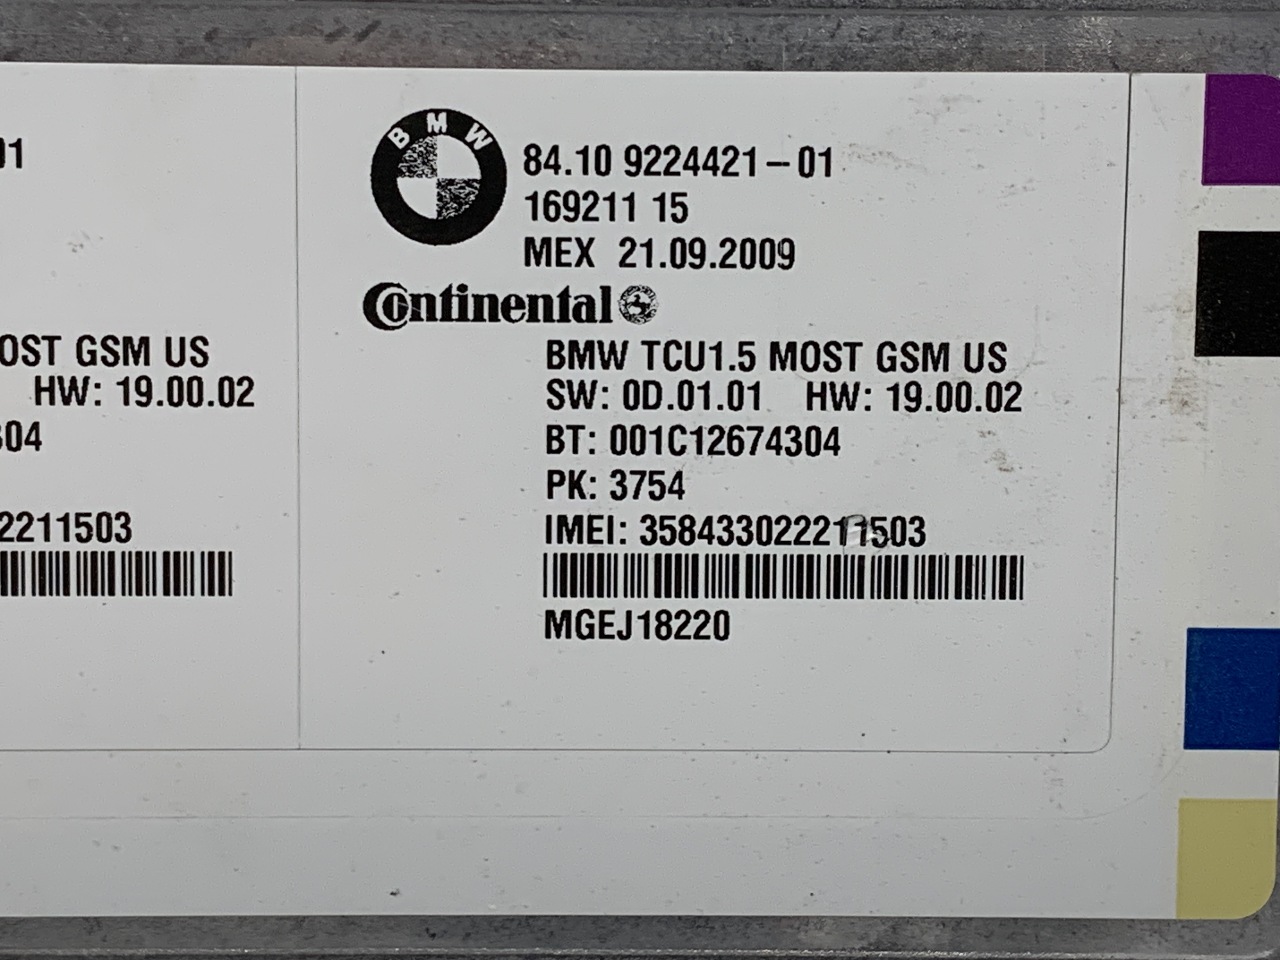 01
OST GSM US
HW: 19.00.02
304
2211503
BMW
84.10 9224421-01
169211 15
MEX 21.09.2009
Continental
BMW TCU1.5 MOST GSM US
SW: 0D.01.01 HW: 19.00.02
BT: 001C12674304
PK: 3754
IMEI: 358433022211503
MGEJ18220